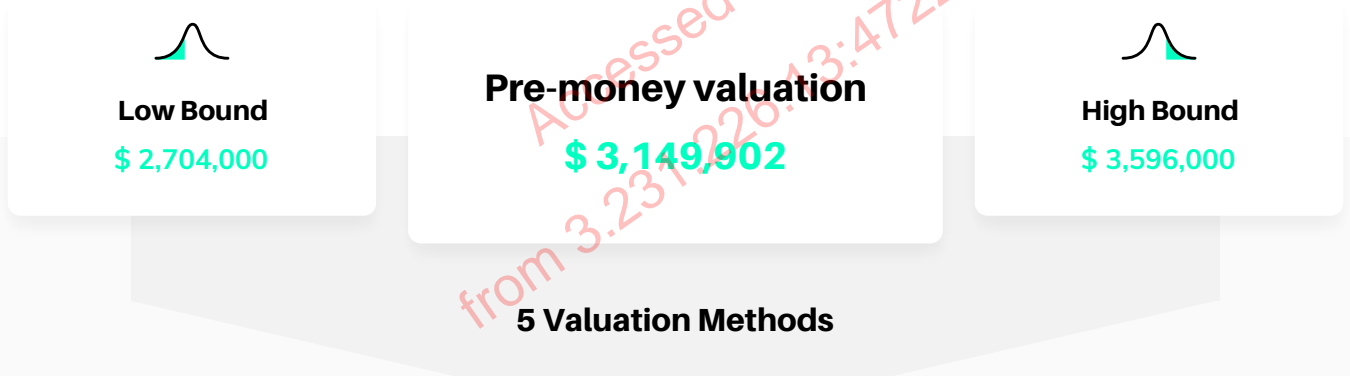 Low Bound
$ 2,704,000
Pre-money valuation
$ 3,149,902
High Bound
$ 3,596,000
5 Valuation Methods
Accessed